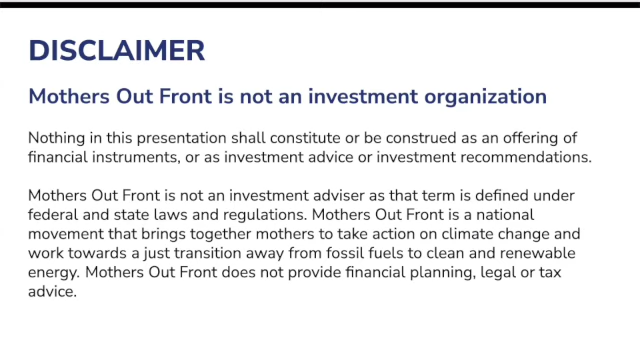 DISCLAIMER
Mothers Out Front is not an investment organization
Nothing in this presentation shall constitute or be construed as an offering of
financial instruments, or as investment advice or investment recommendations.
Mothers Out Front is not an investment adviser as that term is defined under
federal and state laws and regulations. Mothers Out Front is a national
movement that brings together mothers to take action on climate change and
work towards a just transition away from fossil fuels to clean and renewable
energy. Mothers Out Front does not provide financial planning, legal or tax
advice.